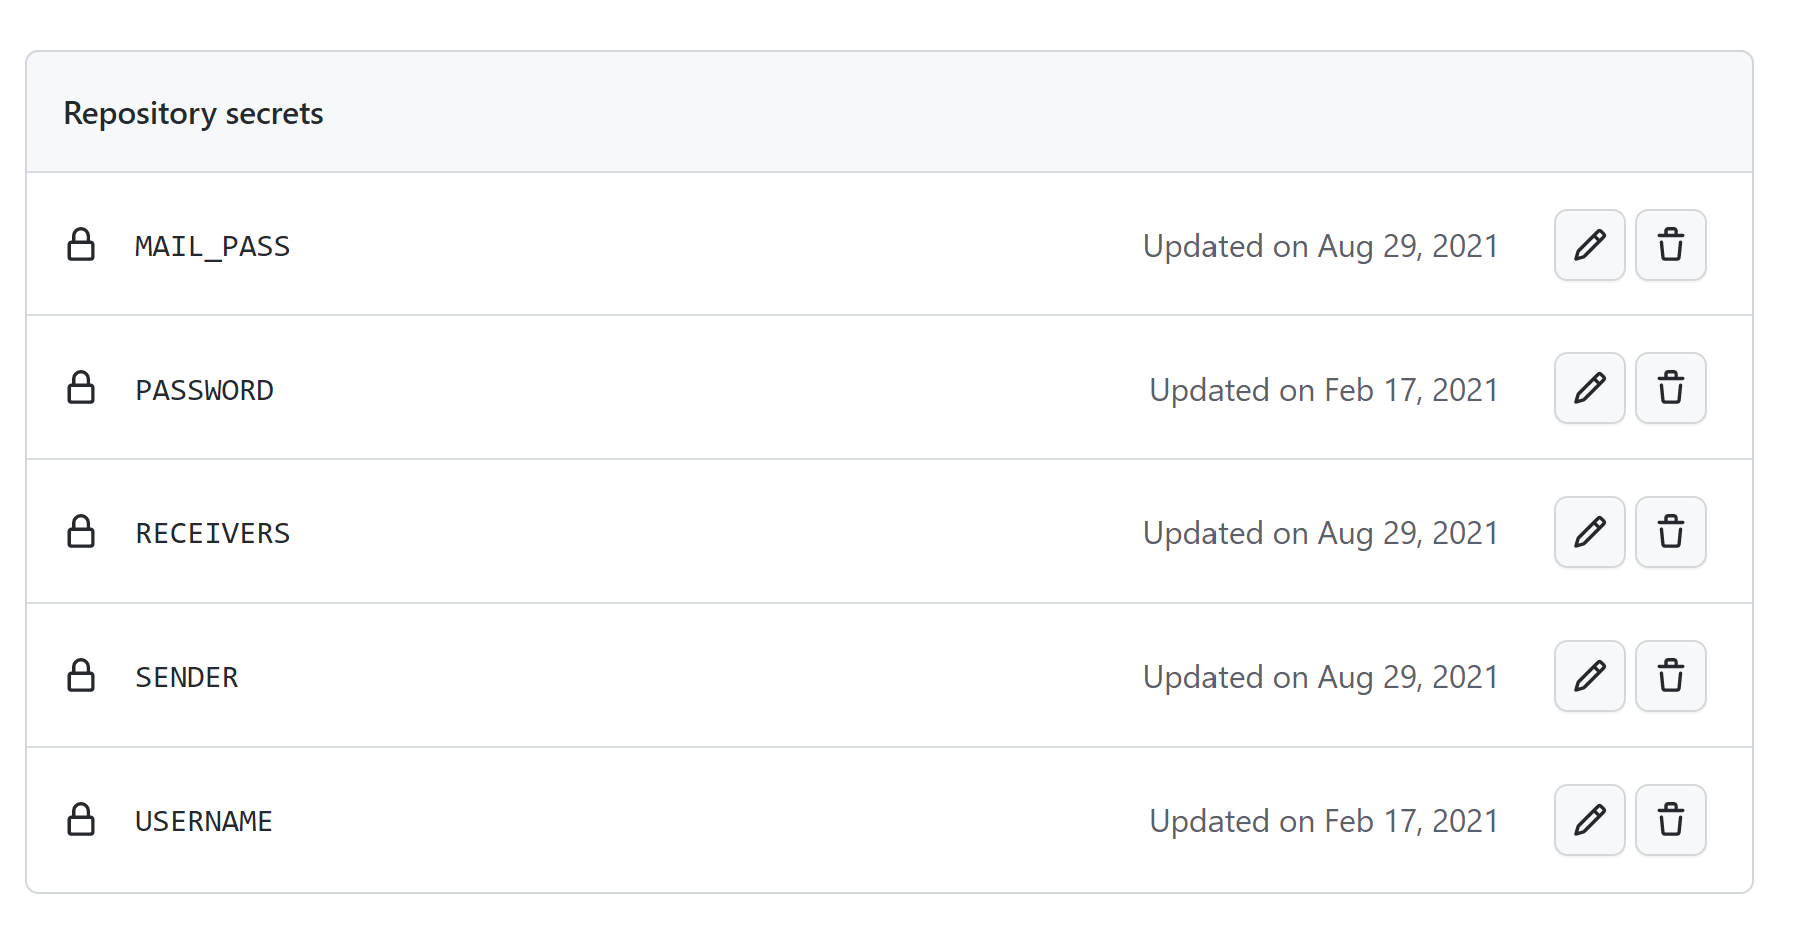 Repository secrets
MAIL_PASS Updated on Aug 29, 2021
PASSWORD Updated on Feb 17, 2021
RECEIVERS Updated on Aug 29, 2021
SENDER Updated on Aug 29, 2021
USERNAME Updated on Feb 17, 2021